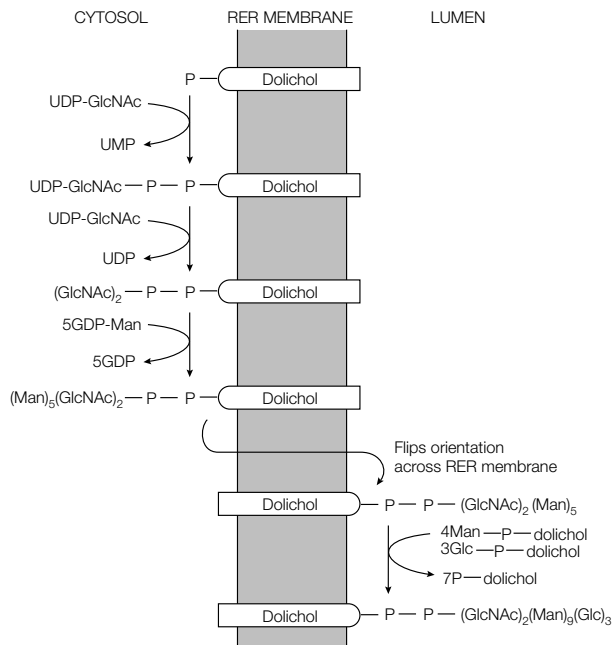 CYTOSOL RER MEMBRANE LUMEN
P — Dolichol
UDP-GlcNAc
UMP
UDP-GlcNAc — P — P — Dolichol
UDP-GlcNAc
UDP
(GlcNAc)₂ — P — P — Dolichol
5GDP-Man
5GDP
(Man)₅(GlcNAc)₂ — P — P — Dolichol
Flips orientation
across RER membrane
Dolichol — P — P — (GlcNAc)₂(Man)₅
4Man —P— dolichol
3Glc —P— dolichol
7P— dolichol
Dolichol — P — P — (GlcNAc)₂(Man)₉(Glc)₃